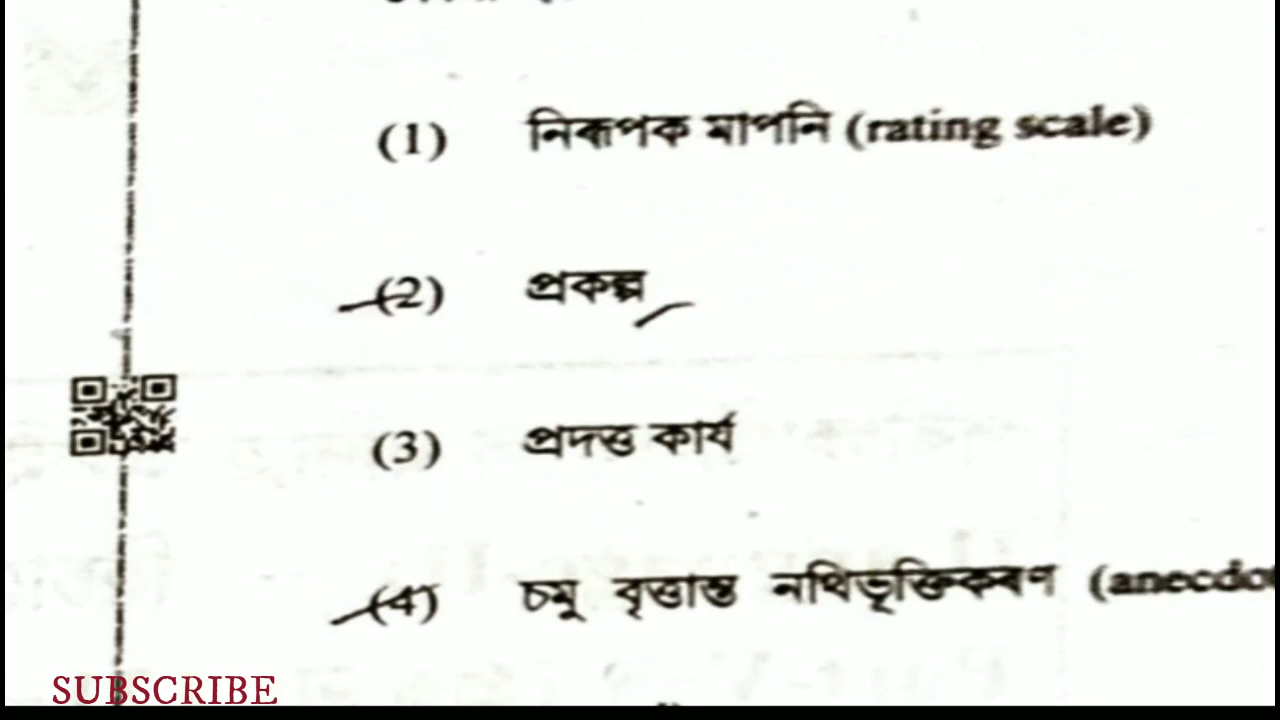 (1) নিৰূপক মাপনি (rating scale)
(2) প্ৰকল্প
(3) প্ৰদত্ত কাৰ্য
(4) চমু বৃত্তান্ত নথিভূক্তিকৰণ (anecdo
SUBSCRIBE